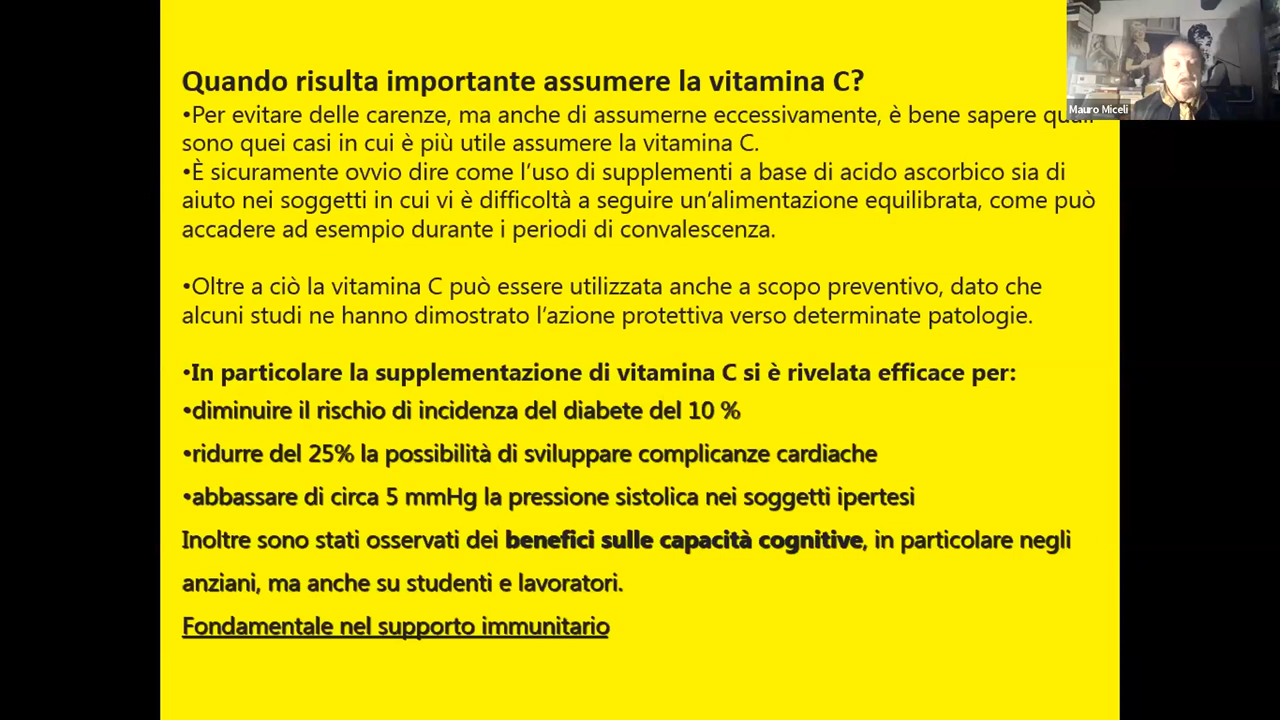 Quando risulta importante assumere la vitamina C?
•Per evitare delle carenze, ma anche di assumerne eccessivamente, è bene sapere quali
sono quei casi in cui è più utile assumere la vitamina C.
•È sicuramente ovvio dire come l'uso di supplementi a base di acido ascorbico sia di
aiuto nei soggetti in cui vi è difficoltà a seguire un'alimentazione equilibrata, come può
accadere ad esempio durante i periodi di convalescenza.
•Oltre a ciò la vitamina C può essere utilizzata anche a scopo preventivo, dato che
alcuni studi ne hanno dimostrato l'azione protettiva verso determinate patologie.
•In particolare la supplementazione di vitamina C si è rivelata efficace per:
•diminuire il rischio di incidenza del diabete del 10 %
•ridurre del 25% la possibilità di sviluppare complicanze cardiache
•abbassare di circa 5 mmHg la pressione sistolica nei soggetti ipertesi
Inoltre sono stati osservati dei benefici sulle capacità cognitive, in particolare negli
anziani, ma anche su studenti e lavoratori.
Fondamentale nel supporto immunitario
Mauro Miceli